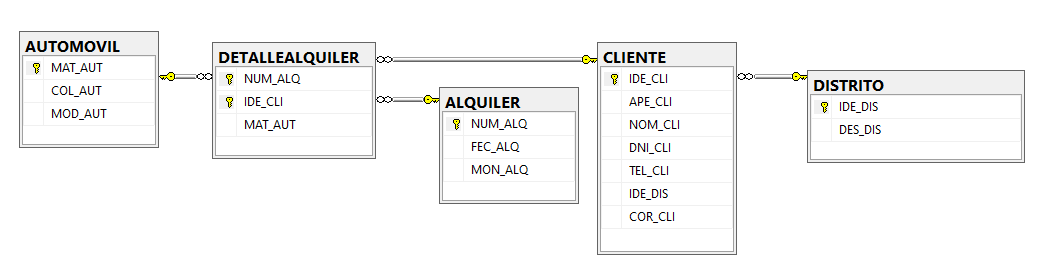 AUTOMOVIL
MAT_AUT
COL_AUT
MOD_AUT
DETALLEALQUILER
NUM_ALQ
IDE_CLI
MAT_AUT
ALQUILER
NUM_ALQ
FEC_ALQ
MON_ALQ
CLIENTE
IDE_CLI
APE_CLI
NOM_CLI
DNI_CLI
TEL_CLI
IDE_DIS
COR_CLI
DISTRITO
IDE_DIS
DES_DIS